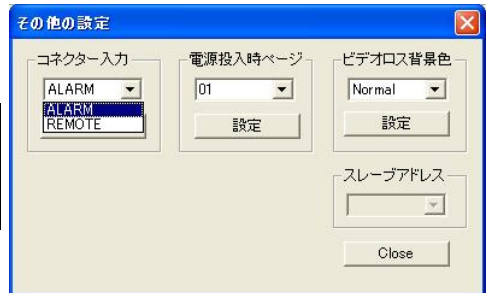 その他の設定
コネクター入力
ALARM
ALARM
REMOTE
電源投入時ページ
01
設定
ビデオロス背景色
Normal
設定
スレーブアドレス
Close